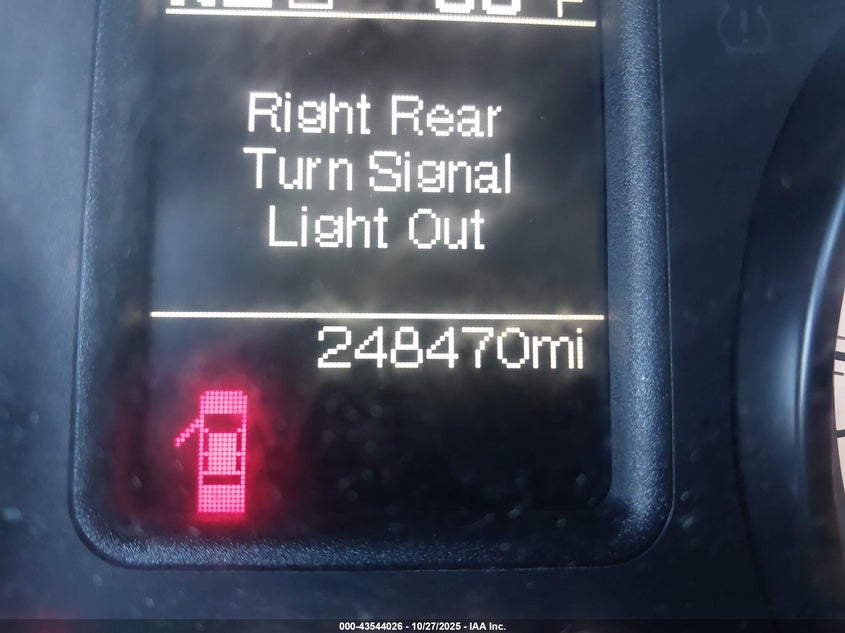 Right Rear
Turn Signal
Light Out
248470mi
000-43544026 - 10/27/2025 - IAA Inc.